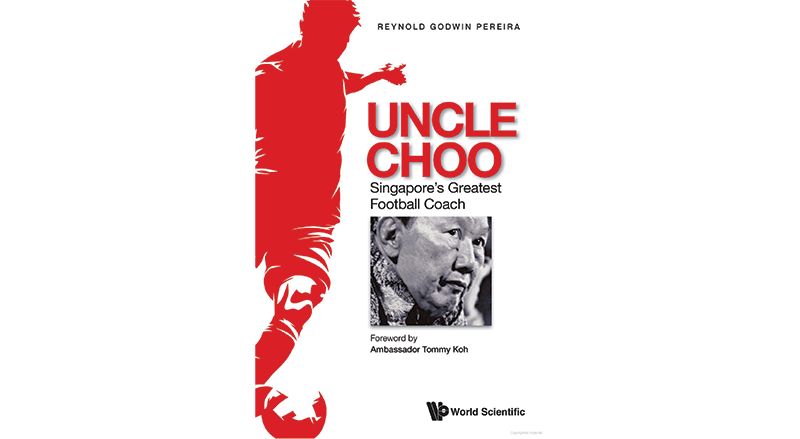 REYNOLD GODWIN PEREIRA
UNCLE
CHOO
Singapore's Greatest
Football Coach
Foreword by
Ambassador Tommy Koh
World Scientific